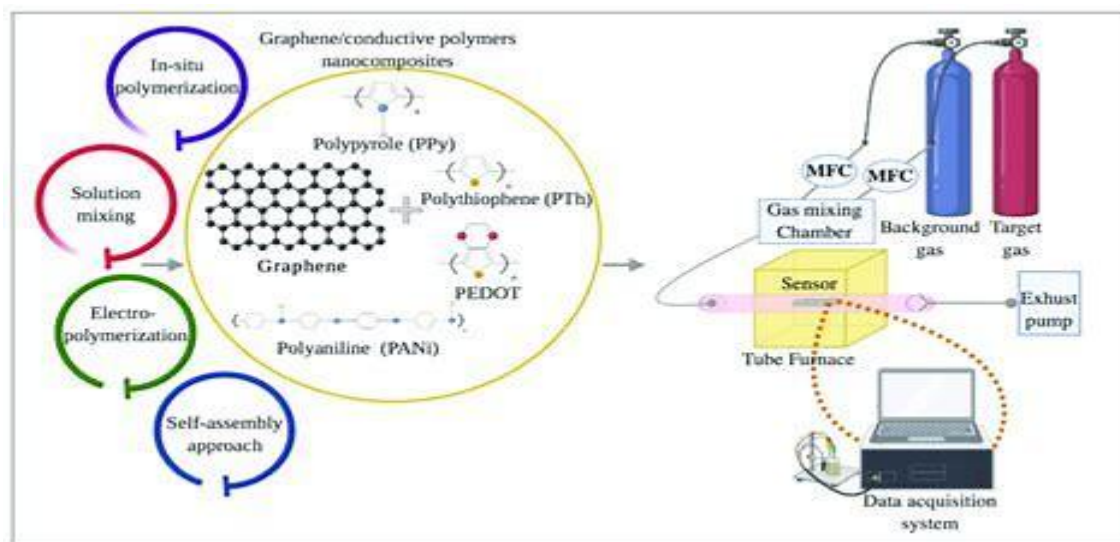 In-situ
polymerization
Solution
mixing
Electro-
polymerization
Self-assembly
approach
Graphene/conductive polymers
nanocomposites
Polypyrole (PPy)
Polythiophene (PTh)
Graphene
PEDOT
Polyaniline (PANi)
MFC
MFC
Gas mixing
Chamber
Background
gas
Target
gas
Sensor
Tube Furnace
Exhust
pump
Data acquisition
system